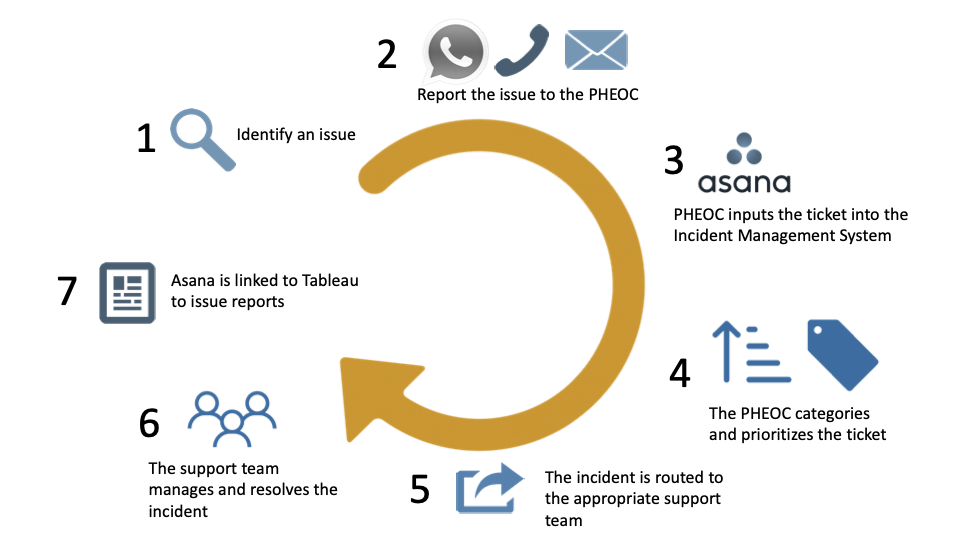 1
Identify an issue
2
Report the issue to the PHEOC
3
asana
PHEOC inputs the ticket into the
Incident Management System
4
The PHEOC categories
and prioritizes the ticket
5
The incident is routed to
the appropriate support
team
6
The support team
manages and resolves the
incident
7
Asana is linked to Tableau
to issue reports